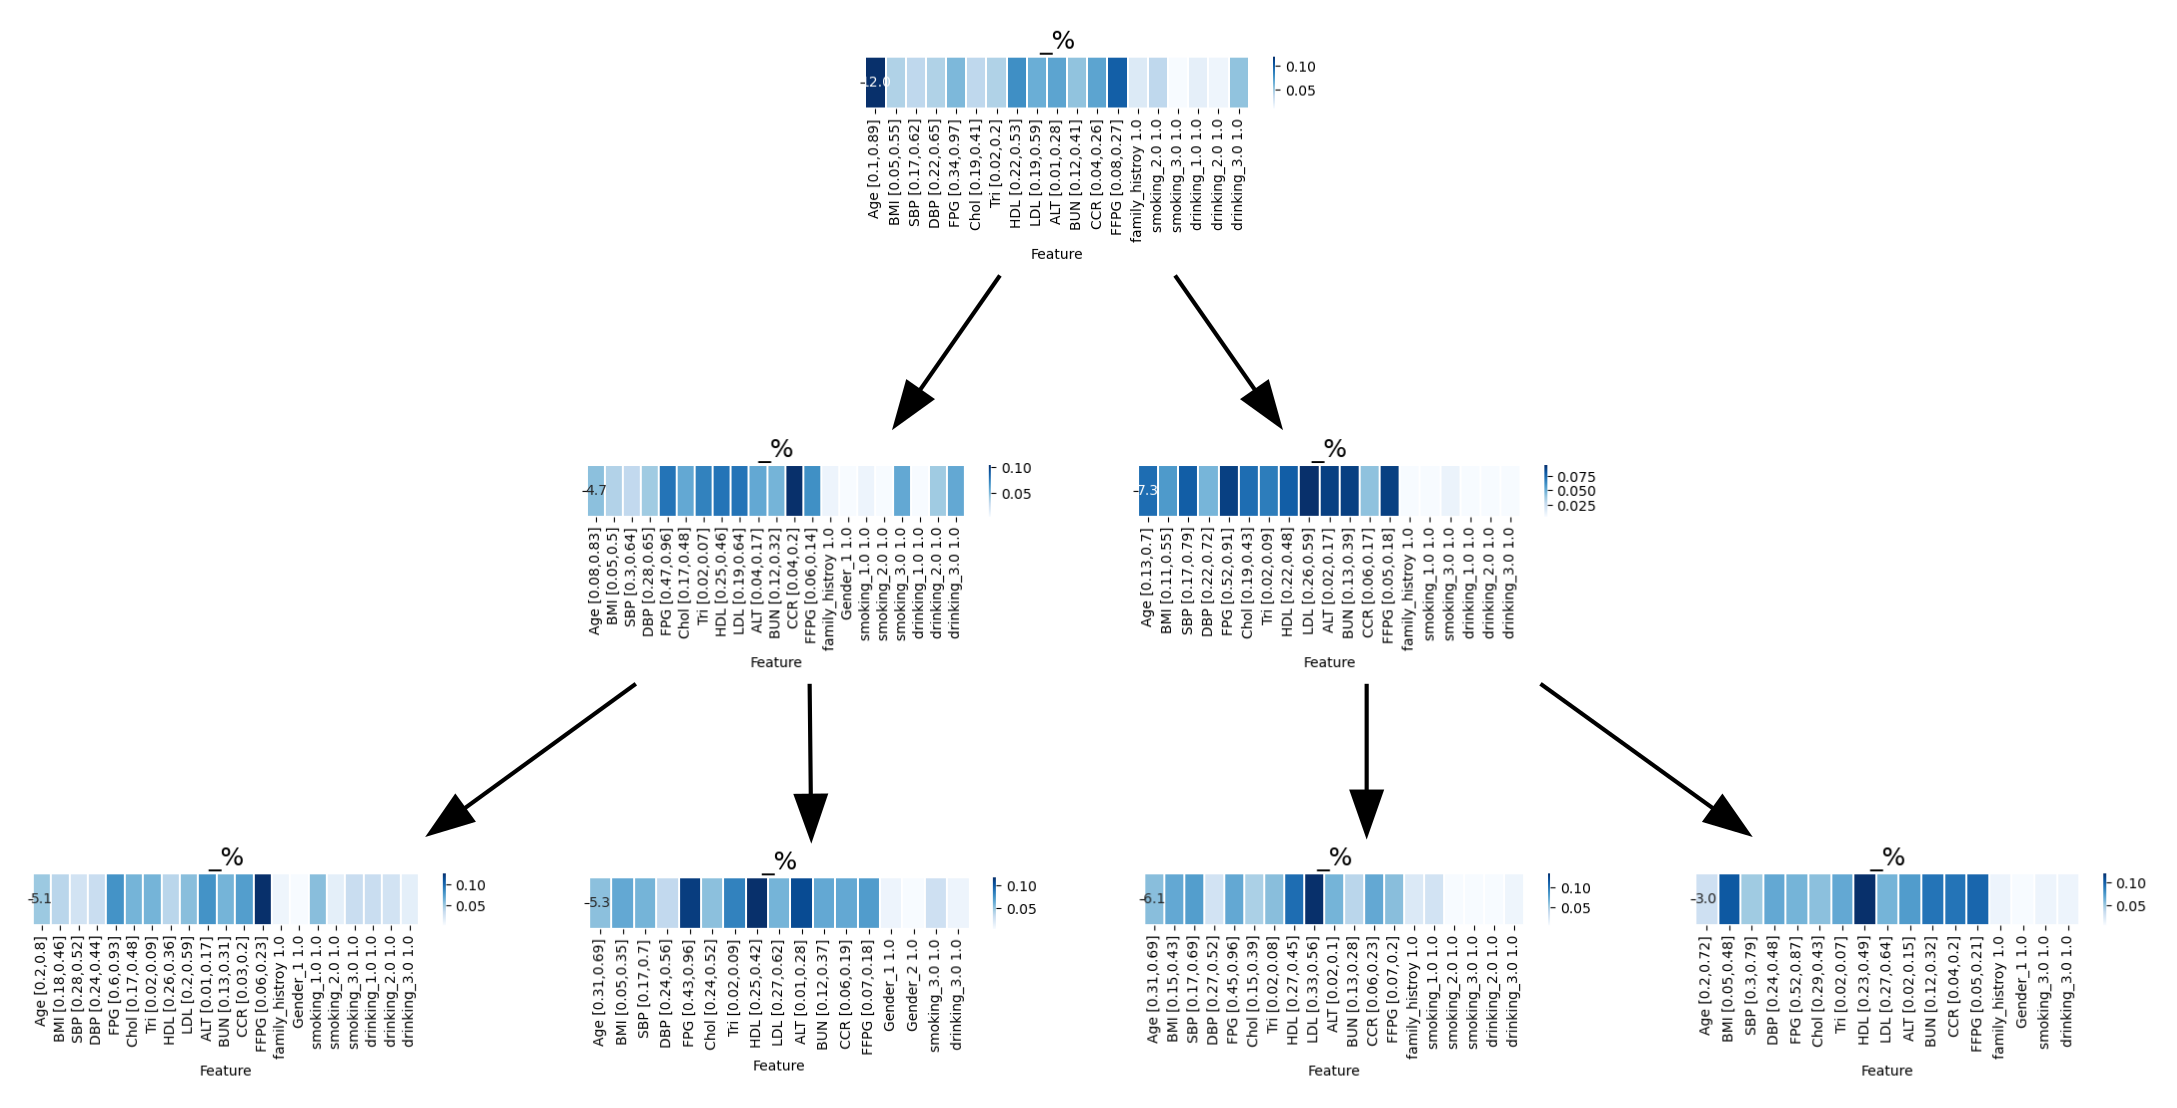 _%
-12.0
0.10
0.05
Age [0.1,0.89]
BMI [0.05,0.55]
SBP [0.17,0.62]
DBP [0.22,0.65]
FPG [0.34,0.97]
Chol [0.19,0.41]
Tri [0.02,0.2]
HDL [0.22,0.53]
LDL [0.19,0.59]
ALT [0.01,0.28]
BUN [0.12,0.41]
CCR [0.04,0.26]
FFPG [0.08,0.27]
family_histroy 1.0
smoking_2.0 1.0
smoking_3.0 1.0
drinking_1.0 1.0
drinking_2.0 1.0
drinking_3.0 1.0
Feature
_%
-4.7
0.10
0.05
Age [0.08,0.83]
BMI [0.05,0.5]
SBP [0.3,0.64]
DBP [0.28,0.65]
FPG [0.47,0.96]
Chol [0.17,0.48]
Tri [0.02,0.07]
HDL [0.25,0.46]
LDL [0.19,0.64]
ALT [0.04,0.17]
BUN [0.12,0.32]
CCR [0.04,0.2]
FFPG [0.06,0.14]
family_histroy 1.0
Gender_1 1.0
smoking_1.0 1.0
smoking_2.0 1.0
smoking_3.0 1.0
drinking_1.0 1.0
drinking_2.0 1.0
drinking_3.0 1.0
Feature
_%
-7.3
0.075
0.050
0.025
Age [0.13,0.7]
BMI [0.11,0.55]
SBP [0.17,0.79]
DBP [0.22,0.72]
FPG [0.52,0.91]
Chol [0.19,0.43]
Tri [0.02,0.09]
HDL [0.22,0.48]
LDL [0.26,0.59]
ALT [0.02,0.17]
BUN [0.13,0.39]
CCR [0.06,0.17]
FFPG [0.05,0.18]
family_histroy 1.0
smoking_1.0 1.0
smoking_3.0 1.0
drinking_1.0 1.0
drinking_2.0 1.0
drinking_3.0 1.0
Feature
_%
-5.1
0.10
0.05
Age [0.2,0.8]
BMI [0.18,0.46]
SBP [0.28,0.52]
DBP [0.24,0.44]
FPG [0.6,0.93]
Chol [0.17,0.48]
Tri [0.02,0.09]
HDL [0.26,0.36]
LDL [0.2,0.59]
ALT [0.01,0.17]
BUN [0.13,0.31]
CCR [0.03,0.2]
FFPG [0.06,0.23]
family_histroy 1.0
Gender_1 1.0
smoking_1.0 1.0
smoking_2.0 1.0
smoking_3.0 1.0
drinking_1.0 1.0
drinking_2.0 1.0
drinking_3.0 1.0
Feature
_%
-5.3
0.10
0.05
Age [0.31,0.69]
BMI [0.05,0.35]
SBP [0.17,0.7]
DBP [0.24,0.56]
FPG [0.43,0.96]
Chol [0.24,0.52]
Tri [0.02,0.09]
HDL [0.25,0.42]
LDL [0.27,0.62]
ALT [0.01,0.28]
BUN [0.12,0.37]
CCR [0.06,0.19]
FFPG [0.07,0.18]
Gender_1 1.0
Gender_2 1.0
smoking_3.0 1.0
drinking_3.0 1.0
Feature
_%
-6.1
0.10
0.05
Age [0.31,0.69]
BMI [0.15,0.43]
SBP [0.17,0.69]
DBP [0.27,0.52]
FPG [0.45,0.96]
Chol [0.15,0.39]
Tri [0.02,0.08]
HDL [0.27,0.45]
LDL [0.33,0.56]
ALT [0.02,0.1]
BUN [0.13,0.28]
CCR [0.06,0.23]
FFPG [0.07,0.2]
family_histroy 1.0
smoking_1.0 1.0
smoking_2.0 1.0
smoking_3.0 1.0
drinking_2.0 1.0
drinking_3.0 1.0
Feature
_%
-3.0
0.10
0.05
Age [0.2,0.72]
BMI [0.05,0.48]
SBP [0.3,0.79]
DBP [0.24,0.48]
FPG [0.52,0.87]
Chol [0.29,0.43]
Tri [0.02,0.07]
HDL [0.23,0.49]
LDL [0.27,0.64]
ALT [0.02,0.15]
BUN [0.12,0.32]
CCR [0.04,0.2]
FFPG [0.05,0.21]
family_histroy 1.0
Gender_1 1.0
smoking_3.0 1.0
drinking_3.0 1.0
Feature